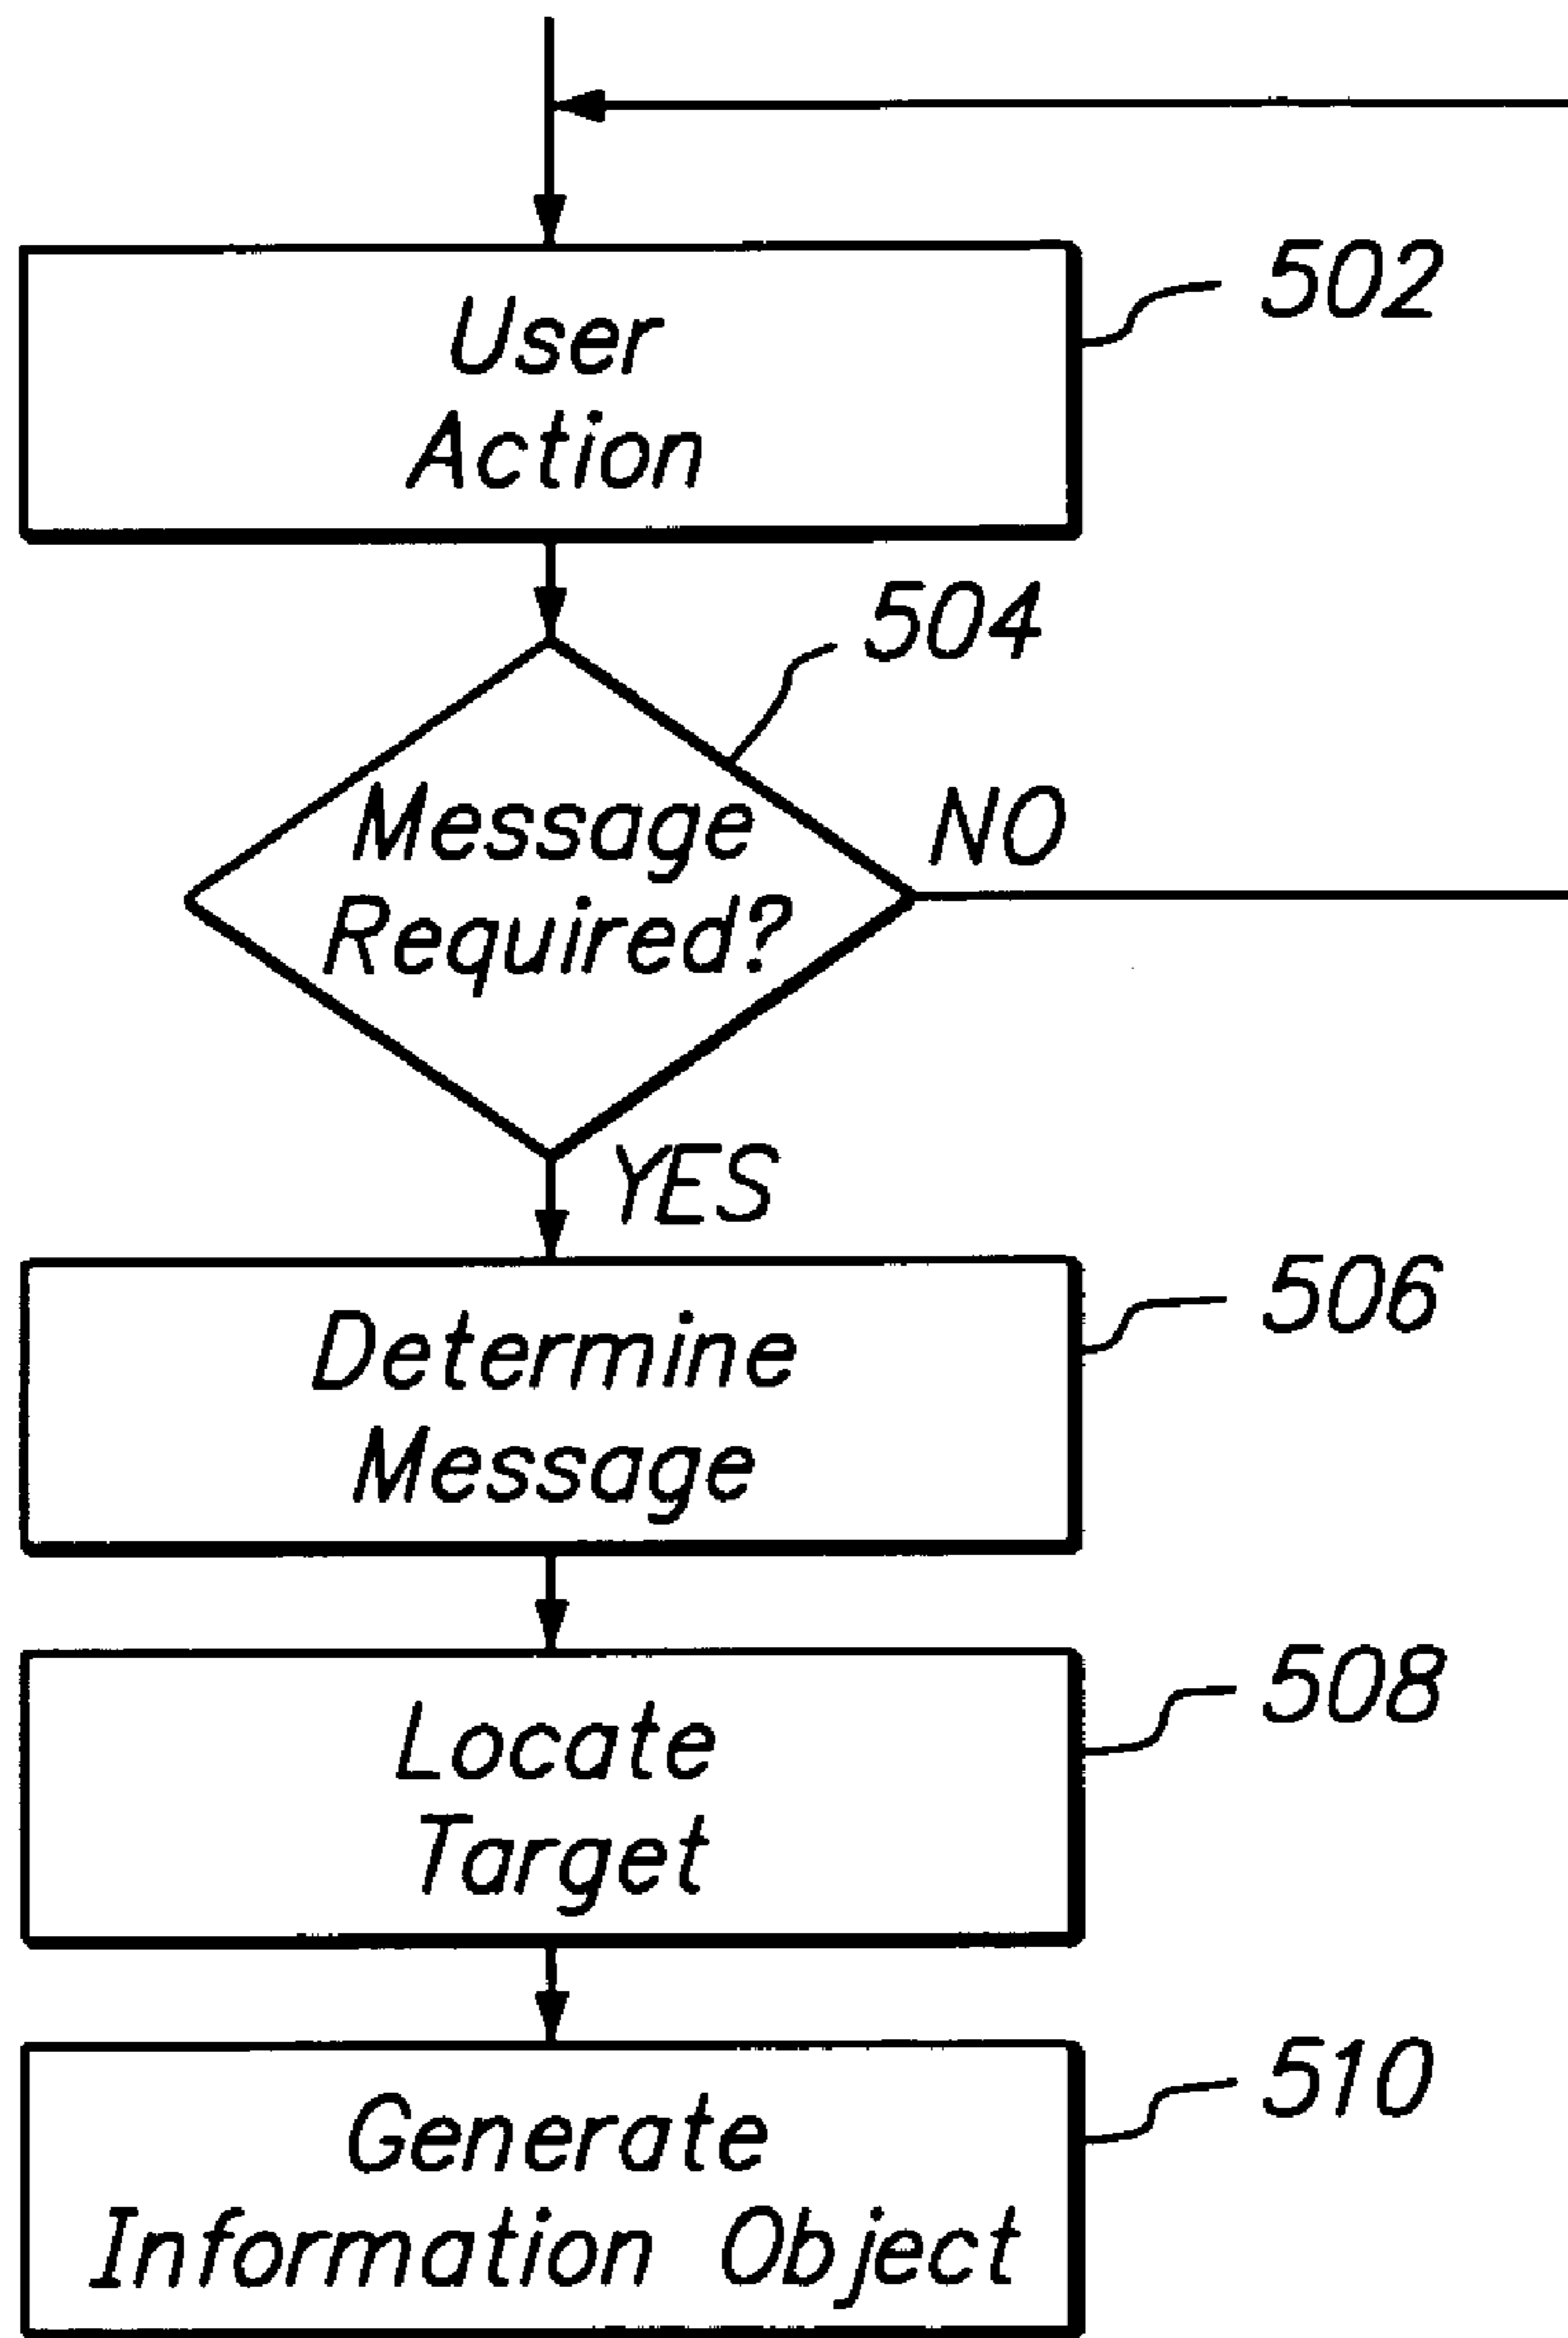 User
Action
502
504
Message
Required?
NO
YES
Determine
Message
506
Locate
Target
508
Generate
Information Object
510